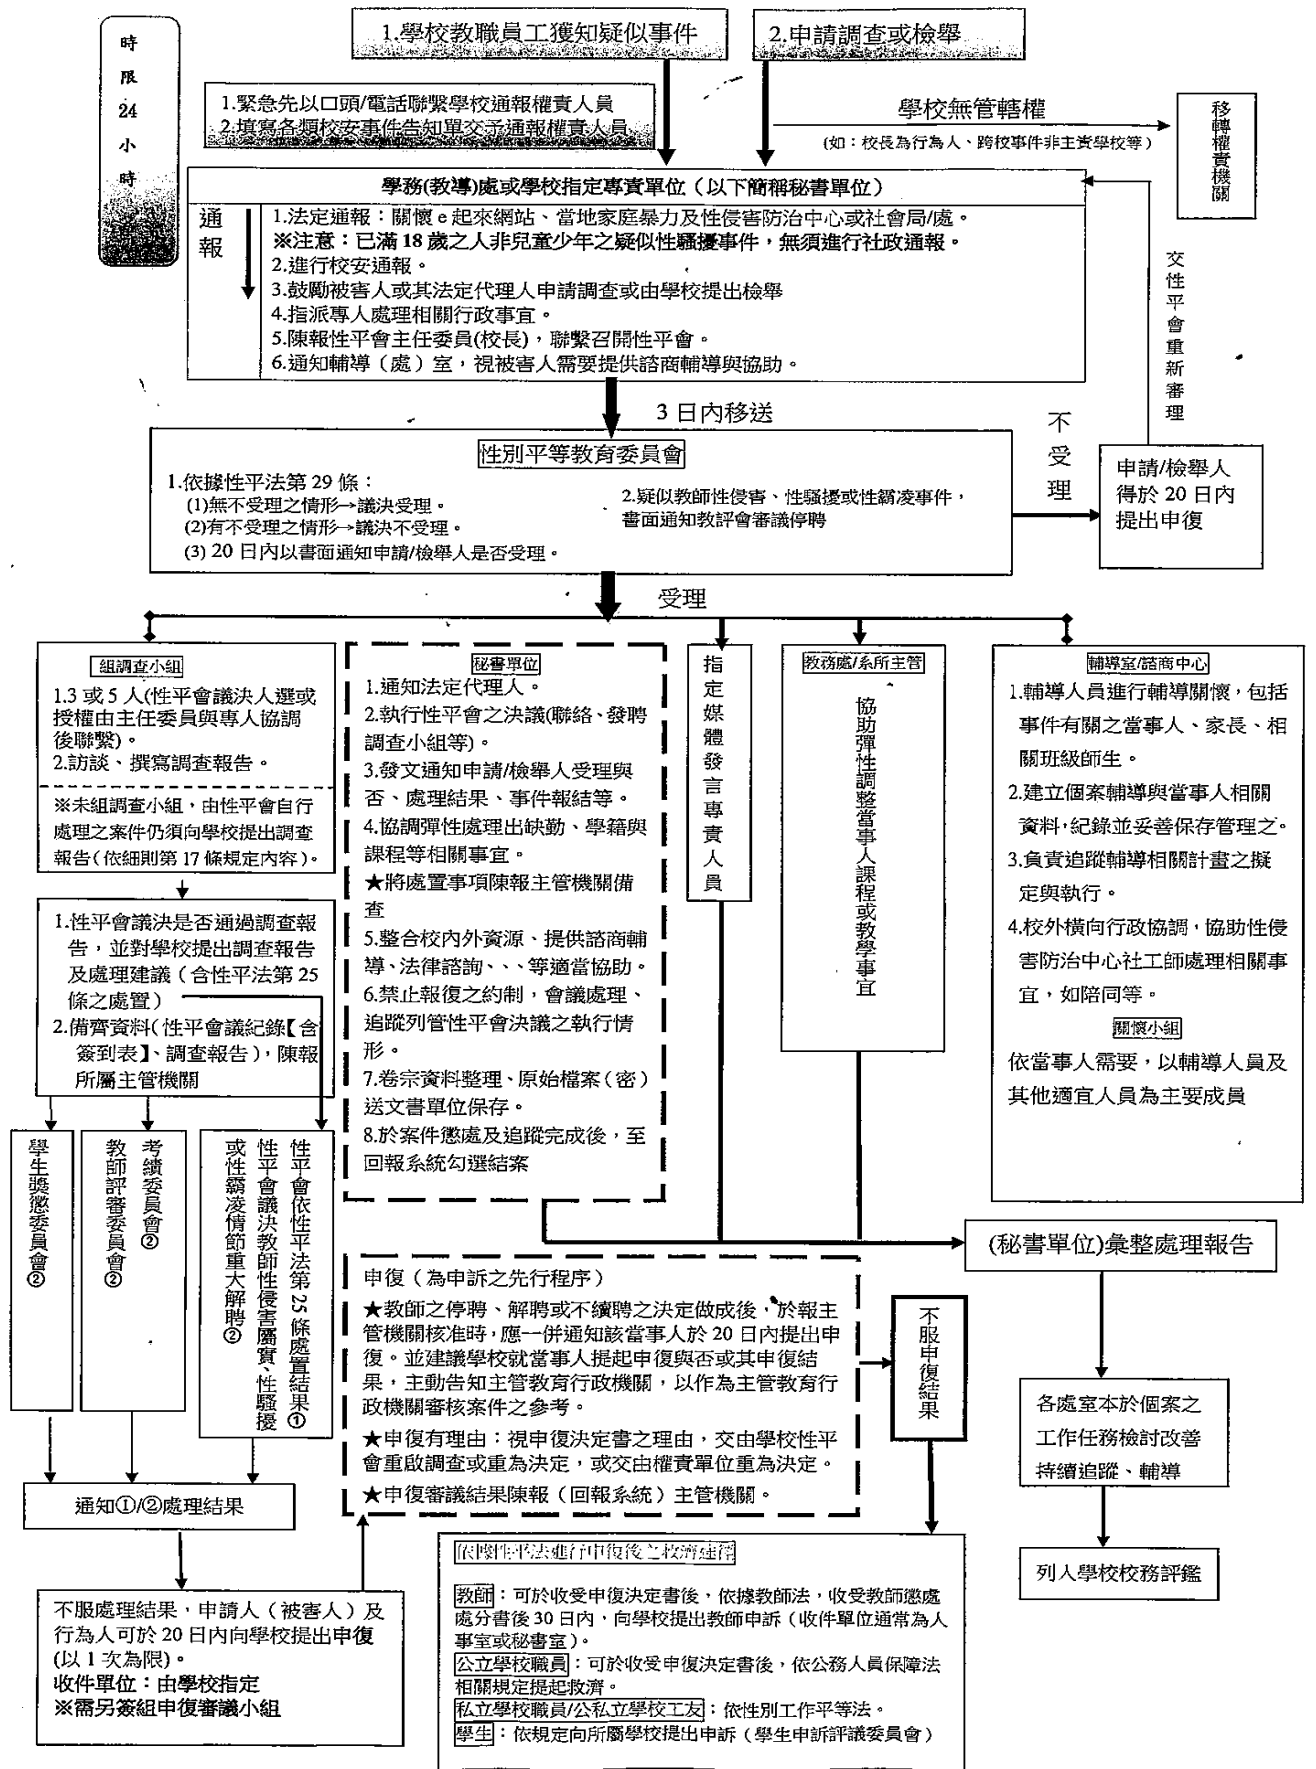 時
限
24
小
時
1.學校教職員工獲知疑似事件
2.申請調查或檢舉
1.緊急先以口頭/電話聯繫學校通報權責人員
2.填寫各類校安事件告知單交予通報權責人員
學校無管轄權
(如：校長為行為人、跨校事件非主責學校等)
移轉權責機關
學務(教導)處或學校指定專責單位（以下簡稱秘書單位）
通報
1.法定通報：關懷 e 起來網站、當地家庭暴力及性侵害防治中心或社會局/處。
※注意：已滿 18 歲之人非兒童少年之疑似性騷擾事件，無須進行社政通報。
2.進行校安通報。
3.鼓勵被害人或其法定代理人申請調查或由學校提出檢舉
4.指派專人處理相關行政事宜。
5.陳報性平會主任委員(校長)，聯繫召開性平會。
6.通知輔導（處）室，視被害人需要提供諮商輔導與協助。
交性平會重新審理
3 日內移送
性別平等教育委員會
1.依據性平法第 29 條：
(1)無不受理之情形→議決受理。
(2)有不受理之情形→議決不受理。
(3) 20 日內以書面通知申請/檢舉人是否受理。
2.疑似教師性侵害、性騷擾或性霸凌事件，
書面通知教評會審議停聘
不受理
申請/檢舉人
得於 20 日內
提出申復
受理
組調查小組
1.3 或 5 人(性平會議決人選或
授權由主任委員與專人協調
後聯繫)。
2.訪談、撰寫調查報告。
※未組調查小組，由性平會自行
處理之案件仍須向學校提出調查
報告(依細則第 17 條規定內容)。
1.性平會議決是否通過調查報
告，並對學校提出調查報告
及處理建議（含性平法第 25
條之處置）
2.備齊資料(性平會議紀錄【含
簽到表】、調查報告)，陳報
所屬主管機關
學生獎懲委員會②
考績委員會②
教師評審委員會②
性平會依性平法第 25 條處置結果①
性平會議決教師性侵害屬實、性騷擾
或性霸凌情節重大解聘②
通知①/②處理結果
不服處理結果，申請人（被害人）及
行為人可於 20 日內向學校提出申復
(以 1 次為限)。
收件單位：由學校指定
※需另簽組申復審議小組
秘書單位
1.通知法定代理人。
2.執行性平會之決議(聯絡、發聘
調查小組等)。
3.發文通知申請/檢舉人受理與
否、處理結果、事件報結等。
4.協調彈性處理出缺勤、學籍與
課程等相關事宜。
★將處置事項陳報主管機關備
查
5.整合校內外資源、提供諮商輔
導、法律諮詢、、、等適當協助。
6.禁止報復之約制，會議處理、
追蹤列管性平會決議之執行情
形。
7.卷宗資料整理、原始檔案（密）
送文書單位保存。
8.於案件懲處及追蹤完成後，至
回報系統勾選結案
指定媒體發言專責人員
教務處/系所主管
協助彈性調整當事人課程或教學事宜
輔導室/諮商中心
1.輔導人員進行輔導關懷，包括
事件有關之當事人、家長、相
關班級師生。
2.建立個案輔導與當事人相關
資料，紀錄並妥善保存管理之。
3.負責追蹤輔導相關計畫之擬
定與執行。
4.校外橫向行政協調，協助性侵
害防治中心社工師處理相關事
宜，如陪同等。
關懷小組
依當事人需要，以輔導人員及
其他適宜人員為主要成員
(秘書單位)彙整處理報告
各處室本於個案之
工作任務檢討改善
持續追蹤、輔導
列入學校校務評鑑
申復（為申訴之先行程序）
★教師之停聘、解聘或不續聘之決定做成後，於報主
管機關核准時，應一併通知該當事人於 20 日內提出申
復。並建議學校就當事人提起申復與否或其申復結
果，主動告知主管教育行政機關，以作為主管教育行
政機關審核案件之參考。
★申復有理由：視申復決定書之理由，交由學校性平
會重啟調查或重為決定，或交由權責單位重為決定。
★申復審議結果陳報（回報系統）主管機關。
不服申復結果
依據性平法進行申復後之救濟途徑
教師：可於收受申復決定書後，依據教師法，收受教師懲處
處分書後 30 日內，向學校提出教師申訴（收件單位通常為人
事室或秘書室）。
公立學校職員：可於收受申復決定書後，依公務人員保障法
相關規定提起救濟。
私立學校職員/公私立學校工友：依性別工作平等法。
學生：依規定向所屬學校提出申訴（學生申訴評議委員會）